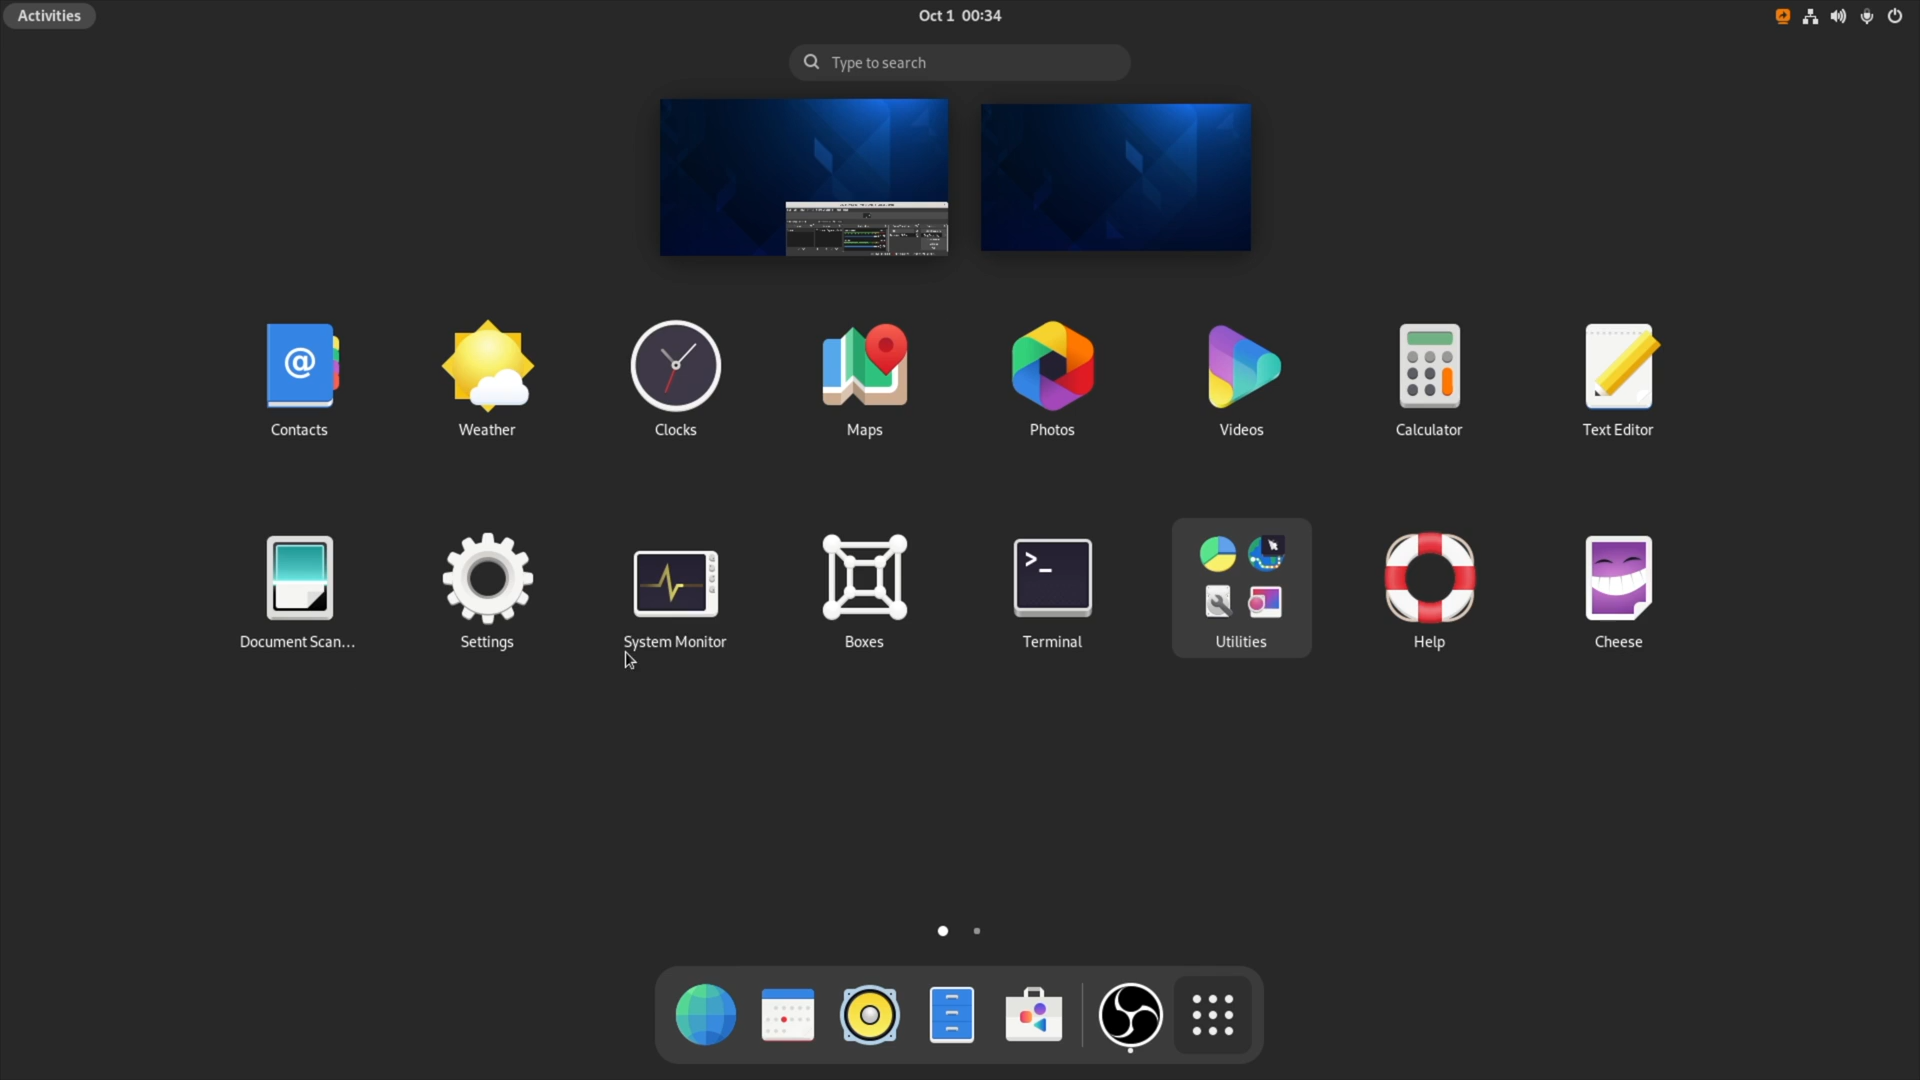 Activities
Oct 1 00:34
Type to search
Contacts
Weather
Clocks
Maps
Photos
Videos
Calculator
Text Editor
Document Scan...
Settings
System Monitor
Boxes
Terminal
Utilities
Help
Cheese